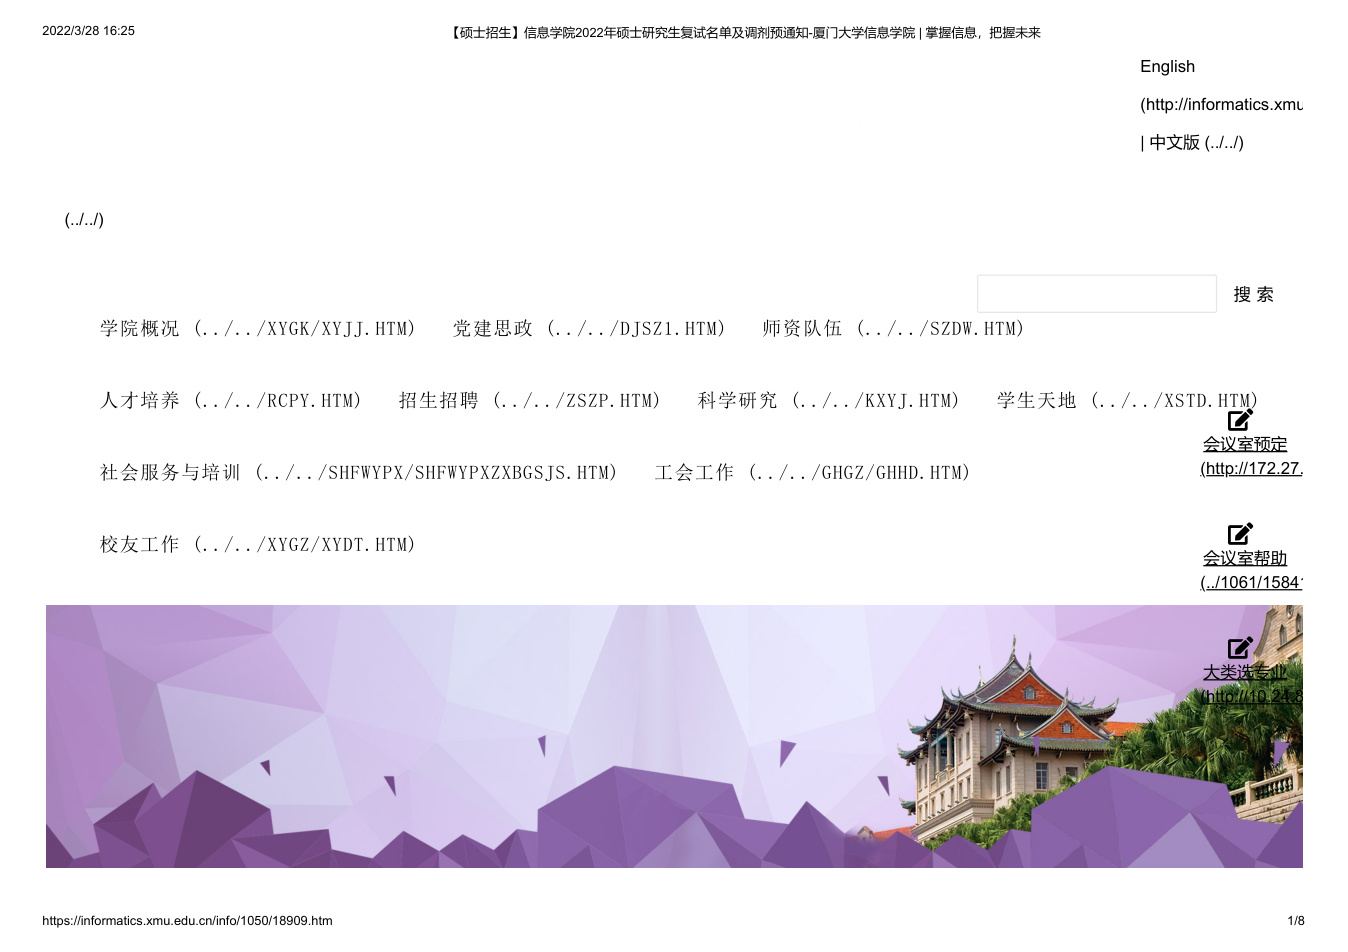 2022/3/28 16:25
【硕士招生】信息学院2022年硕士研究生复试名单及调剂预通知-厦门大学信息学院 | 掌握信息，把握未来
English
(http://informatics.xmu
| 中文版 (../../)
(../../)
搜 索
学院概况 (../../XYGK/XYJJ.HTM) 党建思政 (../../DJSZ1.HTM) 师资队伍 (../../SZDW.HTM)
人才培养 (../../RCPY.HTM) 招生招聘 (../../ZSZP.HTM) 科学研究 (../../KXYJ.HTM) 学生天地 (../../XSTD.HTM)
会议室预定
(http://172.27.
社会服务与培训 (../../SHFWYPX/SHFWYPXZXBGSJS.HTM) 工会工作 (../../GHGZ/GHHD.HTM)
校友工作 (../../XYGZ/XYDT.HTM)
会议室帮助
(../1061/1584
大类选专业
(http://10.24.8
https://informatics.xmu.edu.cn/info/1050/18909.htm
1/8